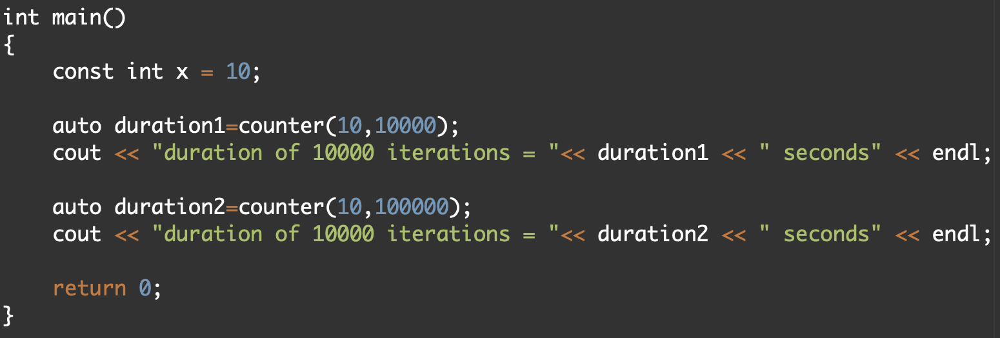 int main()
{
    const int x = 10;

    auto duration1=counter(10,10000);
    cout << "duration of 10000 iterations = "<< duration1 << " seconds" << endl;

    auto duration2=counter(10,100000);
    cout << "duration of 10000 iterations = "<< duration2 << " seconds" << endl;

    return 0;
}